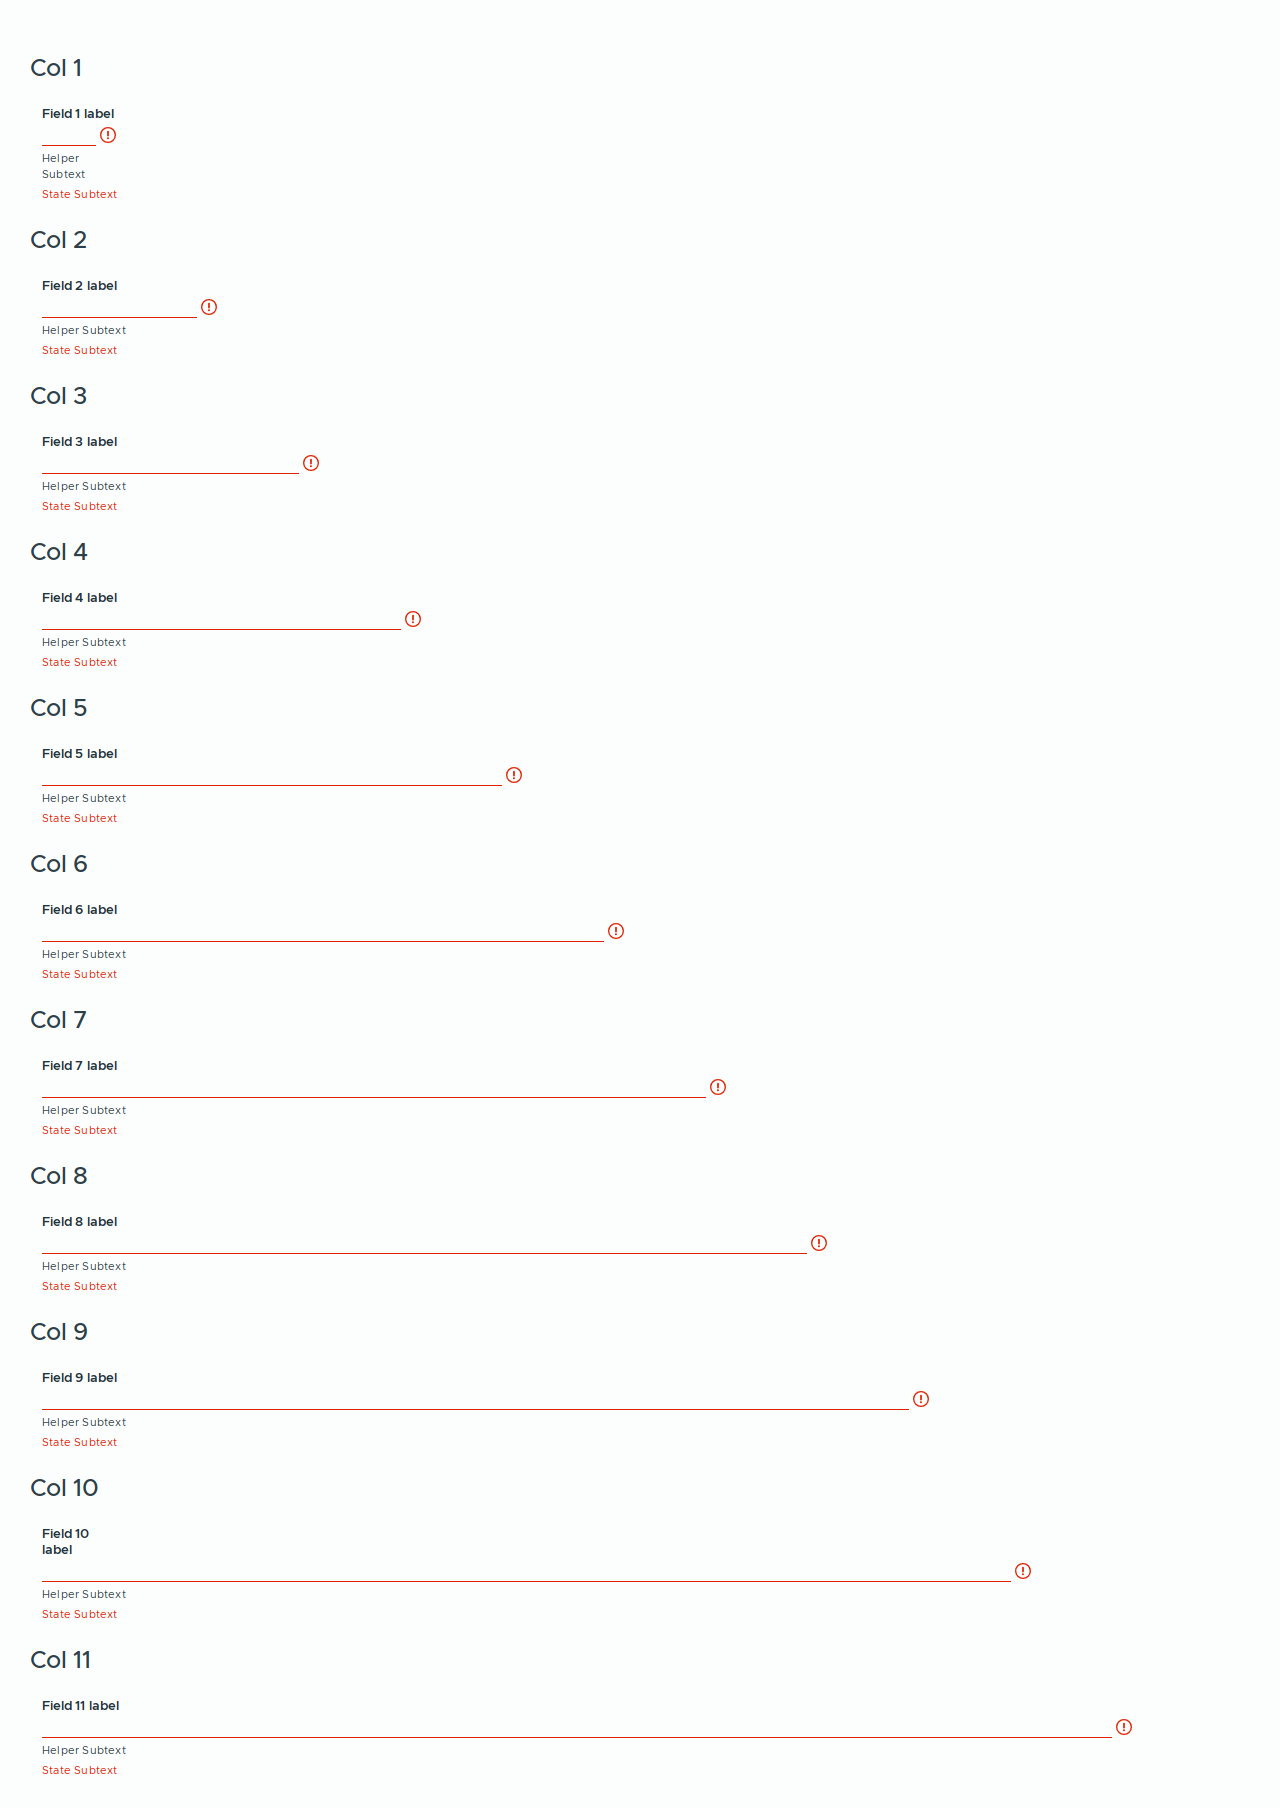 Col 1
Field 1 label
Helper
Subtext
State Subtext
Col 2
Field 2 label
Helper Subtext
State Subtext
Col 3
Field 3 label
Helper Subtext
State Subtext
Col 4
Field 4 label
Helper Subtext
State Subtext
Col 5
Field 5 label
Helper Subtext
State Subtext
Col 6
Field 6 label
Helper Subtext
State Subtext
Col 7
Field 7 label
Helper Subtext
State Subtext
Col 8
Field 8 label
Helper Subtext
State Subtext
Col 9
Field 9 label
Helper Subtext
State Subtext
Col 10
Field 10
label
Helper Subtext
State Subtext
Col 11
Field 11 label
Helper Subtext
State Subtext